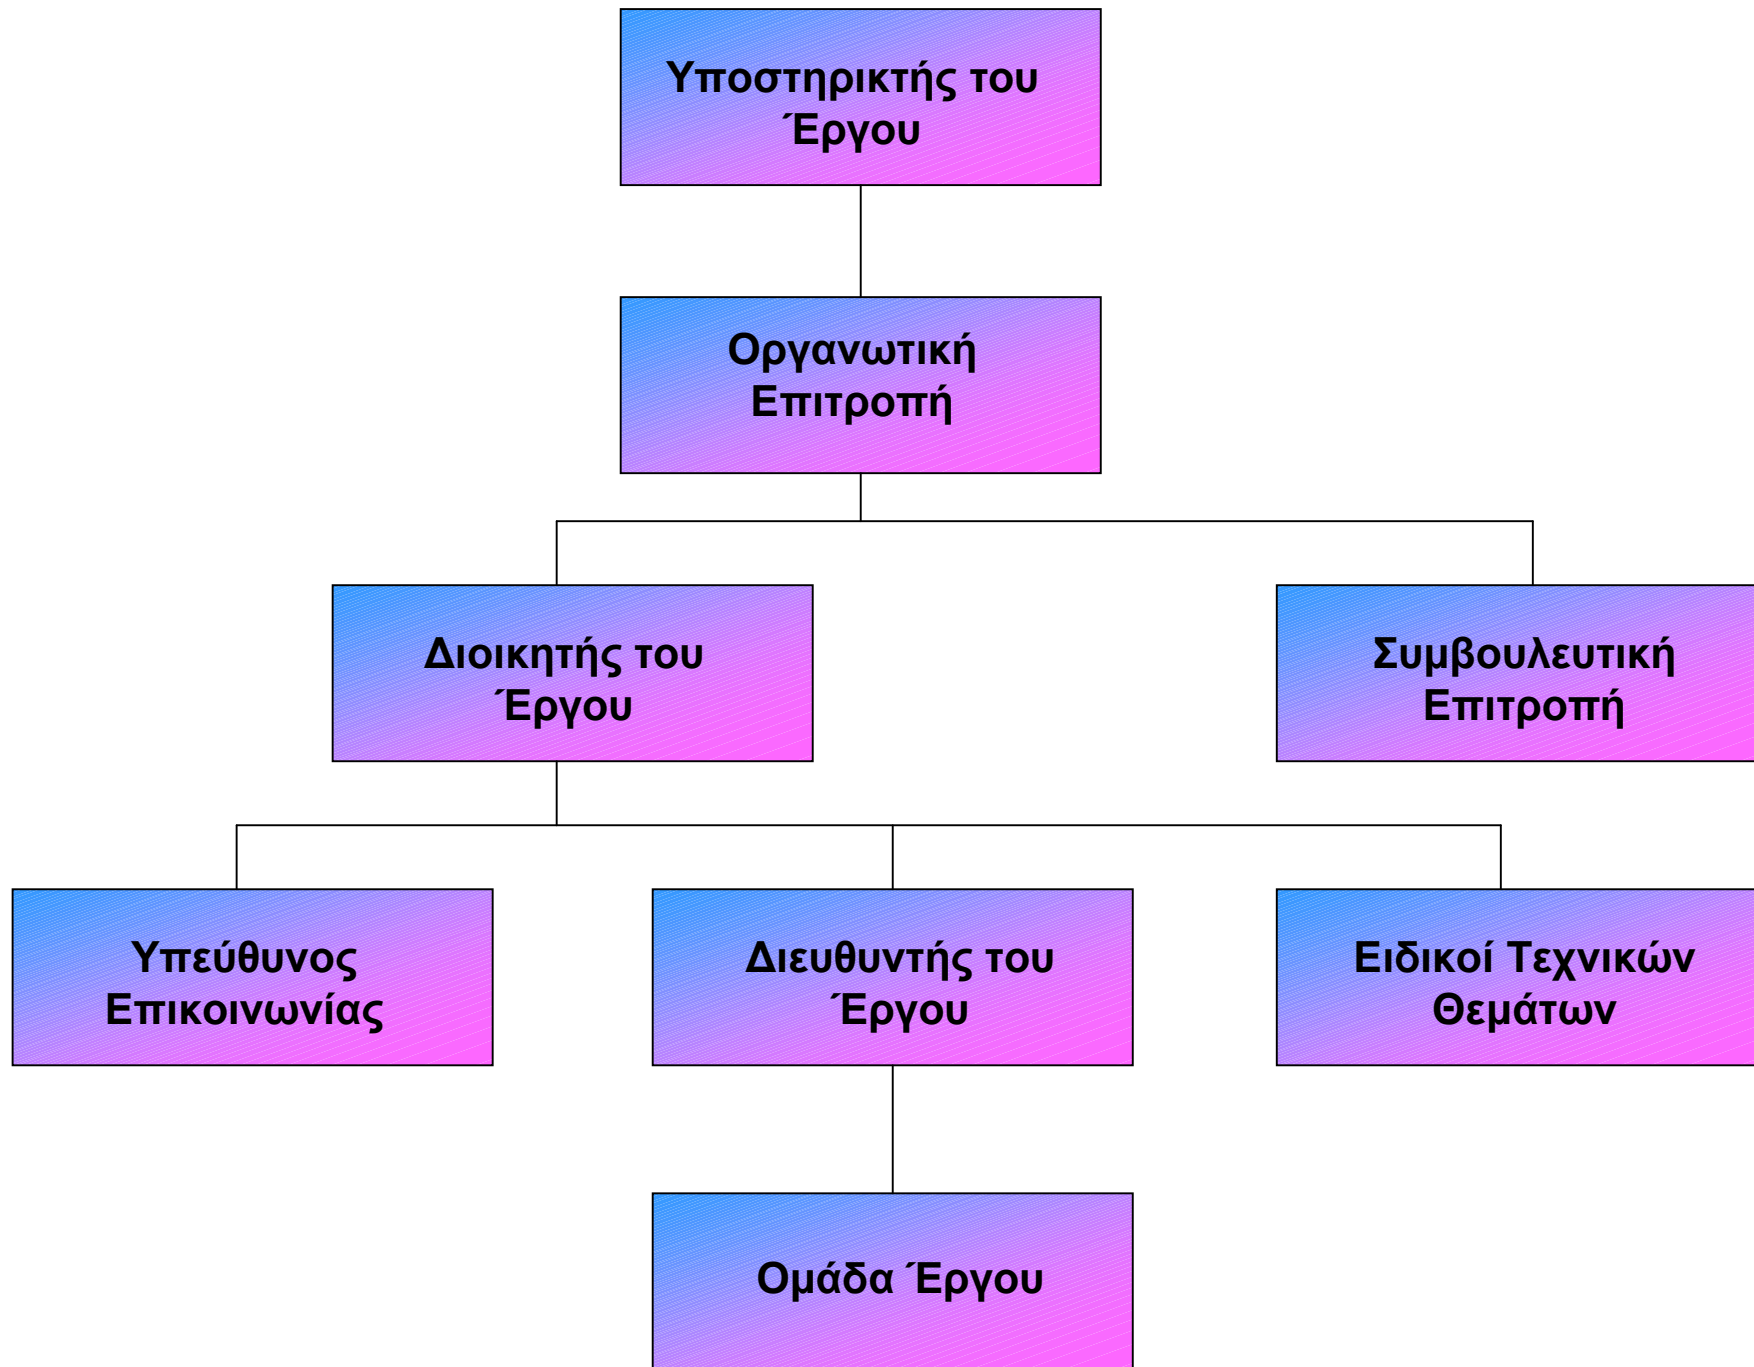 Υποστηρικτής του
Έργου
Οργανωτική
Επιτροπή
Διοικητής του
Έργου
Συμβουλευτική
Επιτροπή
Υπεύθυνος
Επικοινωνίας
Διευθυντής του
Έργου
Ειδικοί Τεχνικών
Θεμάτων
Ομάδα Έργου